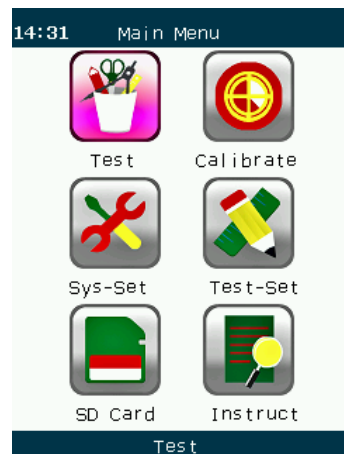 14:31 Main Menu
Test Calibrate
Sys-Set Test-Set
SD Card Instruct
Test